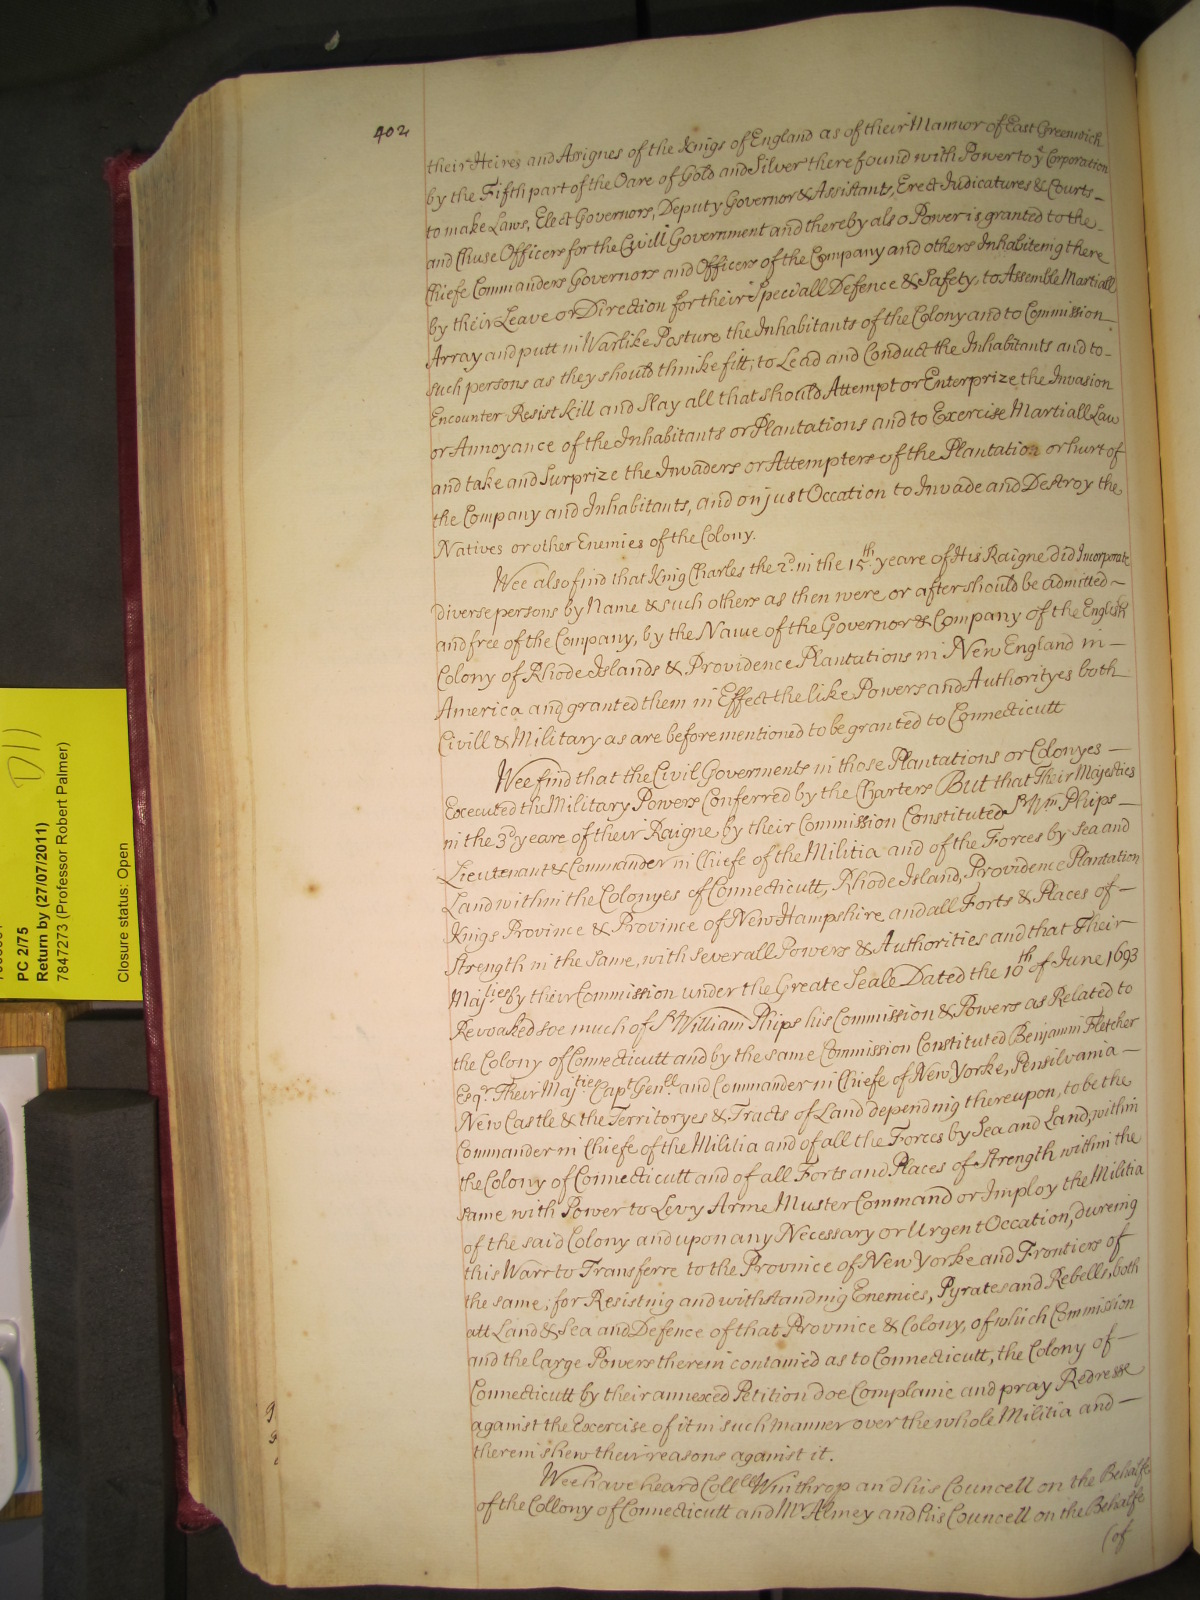 402
their Heires and Assignes of the Kings of England as of their Mannor of East Greenwich
by the Fifth part of the Oare of Gold and Silver there found with Power to yᵉ Corporation
to make Laws, Elect Governors, Deputy Governor & Assistants, Erect Judicatures & Courts –
and Chuse Officers for the Civill Government and thereby also Power is granted to the –
Chiefe Commanders Governors and Officers of the Company and others Inhabiteing there
by their Leave or Direction for their Speciall Defence & Safety, to Assemble Martiall
Array and putt in Warlike Posture the Inhabitants of the Colony and to Commission
such persons as they should thinke fitt, to Lead and Conduct the Inhabitants and to –
Encounter Resist kill and Slay all that should Attempt or Enterprize the Invasion
or Annoyance of the Inhabitants or Plantations and to Exercise Martiall Law
and take and Surprize the Invaders or Attempters of the Plantation or hurt of
the Company and Inhabitants, and on just Occation to Invade and Destroy the
Natives or other Enemies of the Colony.
Wee also find that King Charles the 2ᵈ. in the 15ᵗʰ. yeare of His Raigne did Incorporate
diverse persons by Name & such others as then were or after should be admitted –
and free of the Company, by the Name of the Governor & Company of the English
Colony of Rhode Islands & Providence Plantations in New England in –
America and granted them in Effect the like Powers and Authorityes both
Civill & Military as are before mentioned to be granted to Connecticutt
Wee find that the Civil Goverments in those Plantations or Colonyes –
Executed the Military Powers Conferred by the Charters But that Their Majesties
in the 3ᵈ yeare of their Raigne by their Commission Constituted Sʳ Wᵐ Phips –
Lieutenant & Commander in Chiefe of the Militia and of the Forces by Sea and
Land within the Colonyes of Connecticutt, Rhode Island, Providence Plantation
Kings Province & Province of New Hampshire and all Forts & Places of –
Strength in the Same, with severall Powers & Authorities and that Their
Majᵗⁱᵉˢ by their Commission under the Greate Seale Dated the 10ᵗʰ of June 1693
Revoaked soe much of Sʳ William Phips his Commission & Powers as Related to
the Colony of Connecticutt and by the same Commission Constituted Benjamin Fletcher
Esqʳ. Their Majᵗⁱᵉˢ Capᵗ Genˡˡ. and Commander in Chiefe of New Yorke, Pensilvania –
New Castle & the Territoryes & Tracts of Land depending thereupon, to be the
Commander in Chiefe of the Militia and of all the Forces by Sea and Land, within
the Colony of Connecticutt and of all Forts and Places of Strength within the
same with Power to Levy Arme Muster Command or Imploy the Militia
of the said Colony and upon any Necessary or Urgent Occation, dureing
this Warr to Transferre to the Province of New Yorke and Frontiers of
the same, for Resisting and withstanding Enemies, Pyrates and Rebells, both
att Land & Sea and Defence of that Province & Colony, of which Commission
and the large Powers therein contained as to Connecticutt, the Colony of –
Connecticutt by their annexed Petition doe Complaine and pray Redresse
against the Exercise of it in such manner over the whole Militia and –
therein shew their reasons against it.
Wee have heard Collˡˡ Winthrop and his Councell on the Behalfe
of the Collony of Connecticutt and Mʳ Almey and his Councell on the Behalfe
(of
D11
PC 2/75
Return by (27/07/2011)
7847273 (Professor Robert Palmer)
Closure status: Open